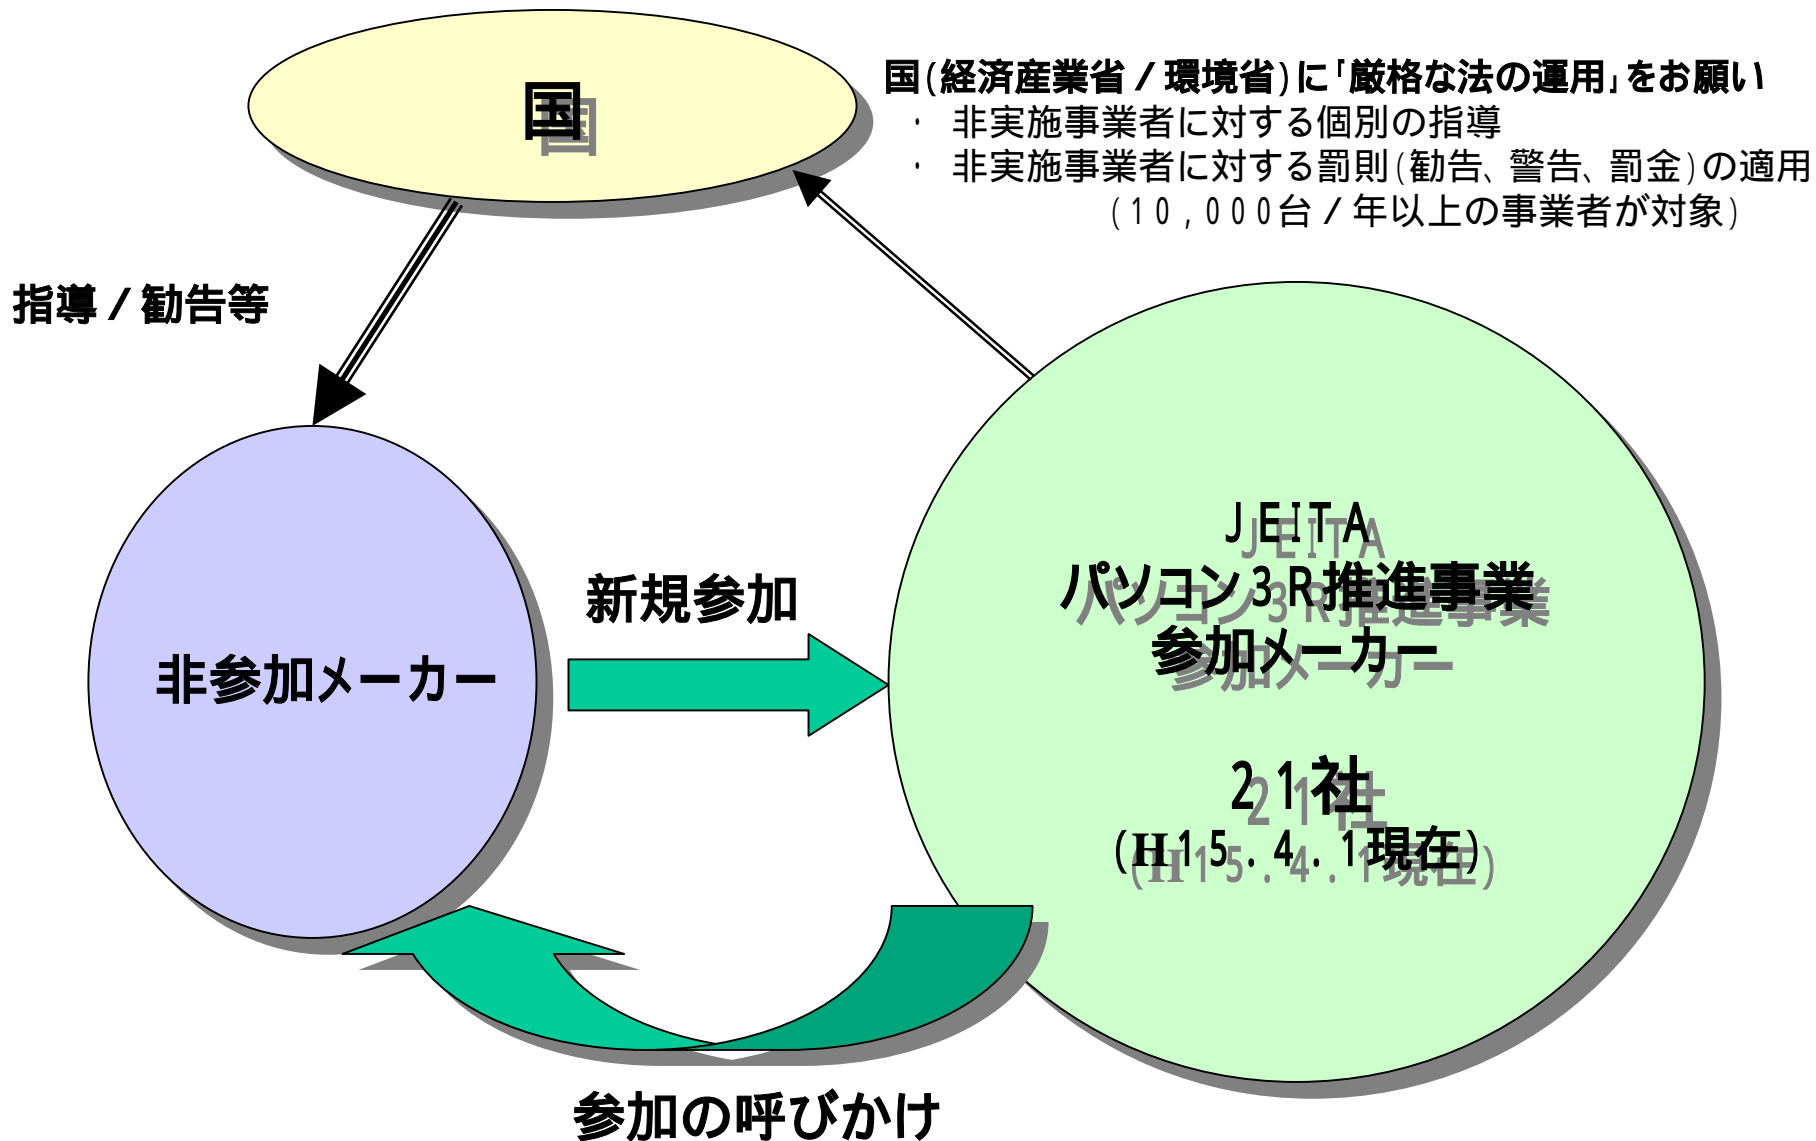 国
国(経済産業省/環境省)に「厳格な法の運用」をお願い
・ 非実施事業者に対する個別の指導
・ 非実施事業者に対する罰則(勧告、警告、罰金)の適用
(10,000台/年以上の事業者が対象)
指導/勧告等
JEITA
パソコン3R推進事業
参加メーカー
21社
(H15.4.1現在)
新規参加
非参加メーカー
参加の呼びかけ